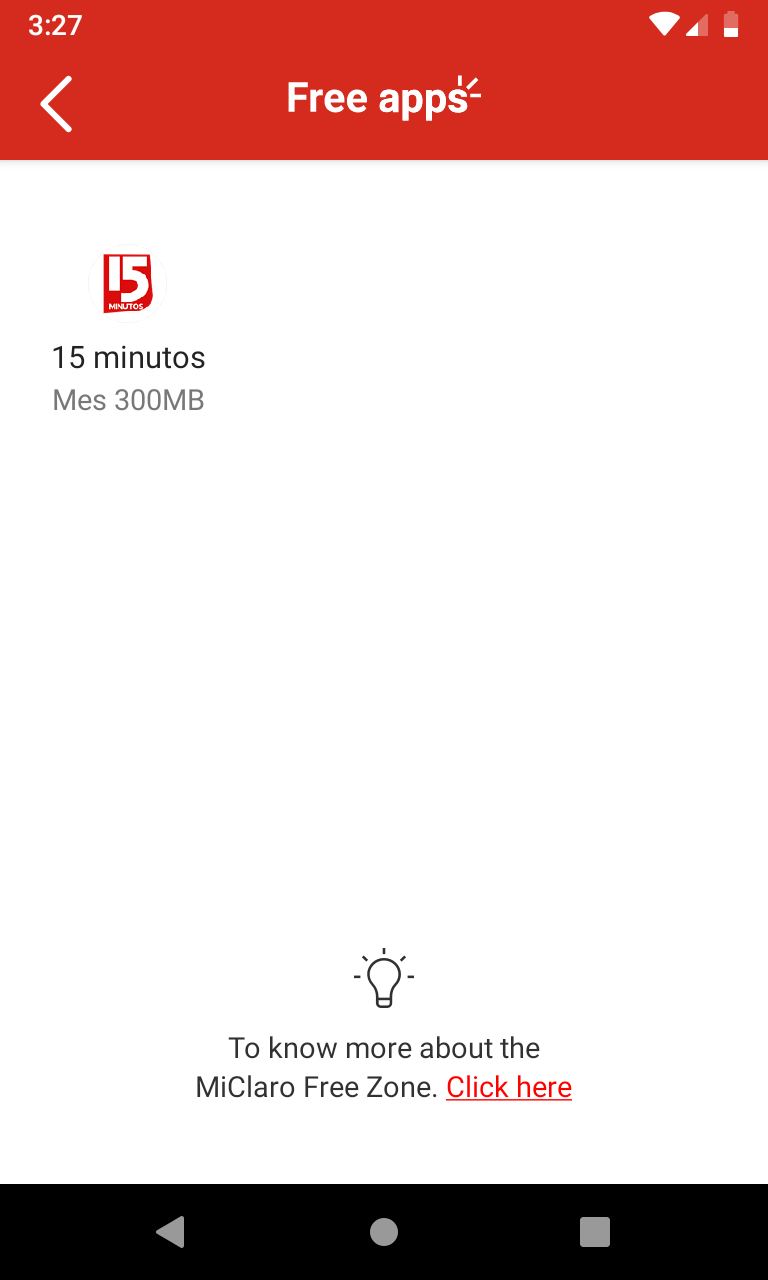 3:27
Free apps
15
MINUTOS
15 minutos
Mes 300MB
To know more about the
MiClaro Free Zone. Click here